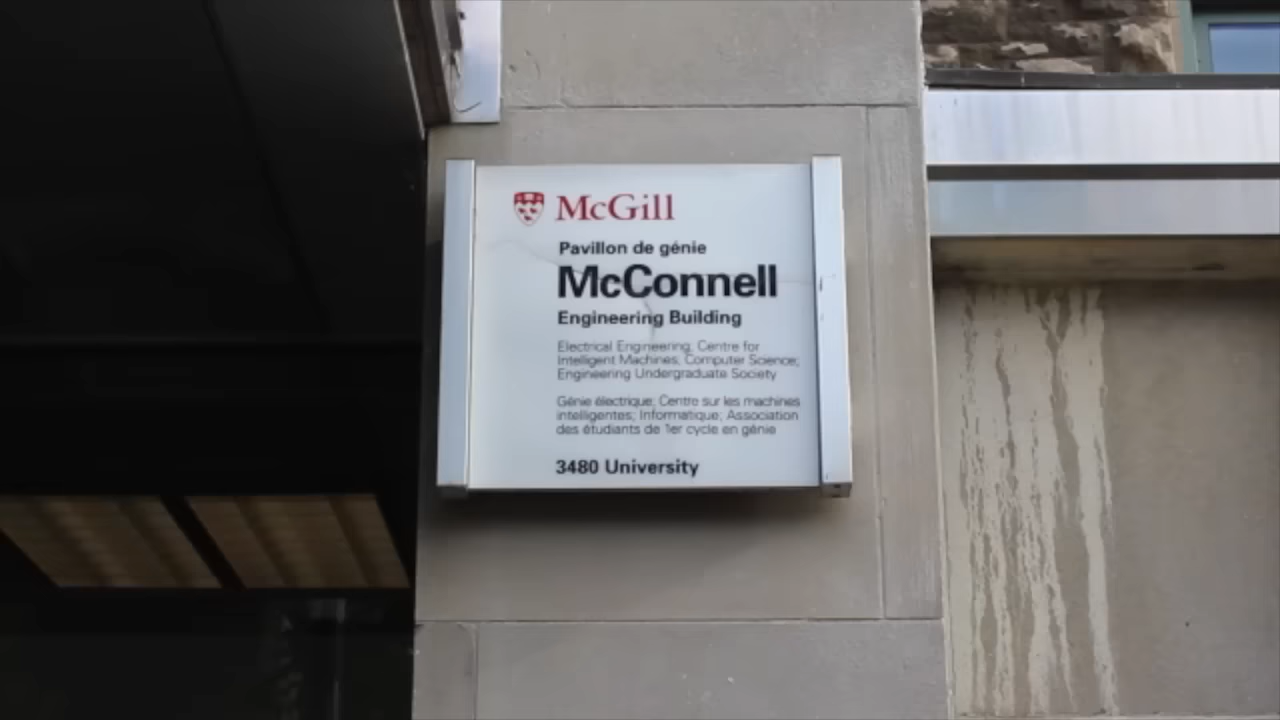 McGill
Pavillon de génie
McConnell
Engineering Building
Electrical Engineering; Centre for
Intelligent Machines; Computer Science;
Engineering Undergraduate Society
Génie électrique; Centre sur les machines
intelligentes; Informatique; Association
des étudiants de 1er cycle en génie
3480 University